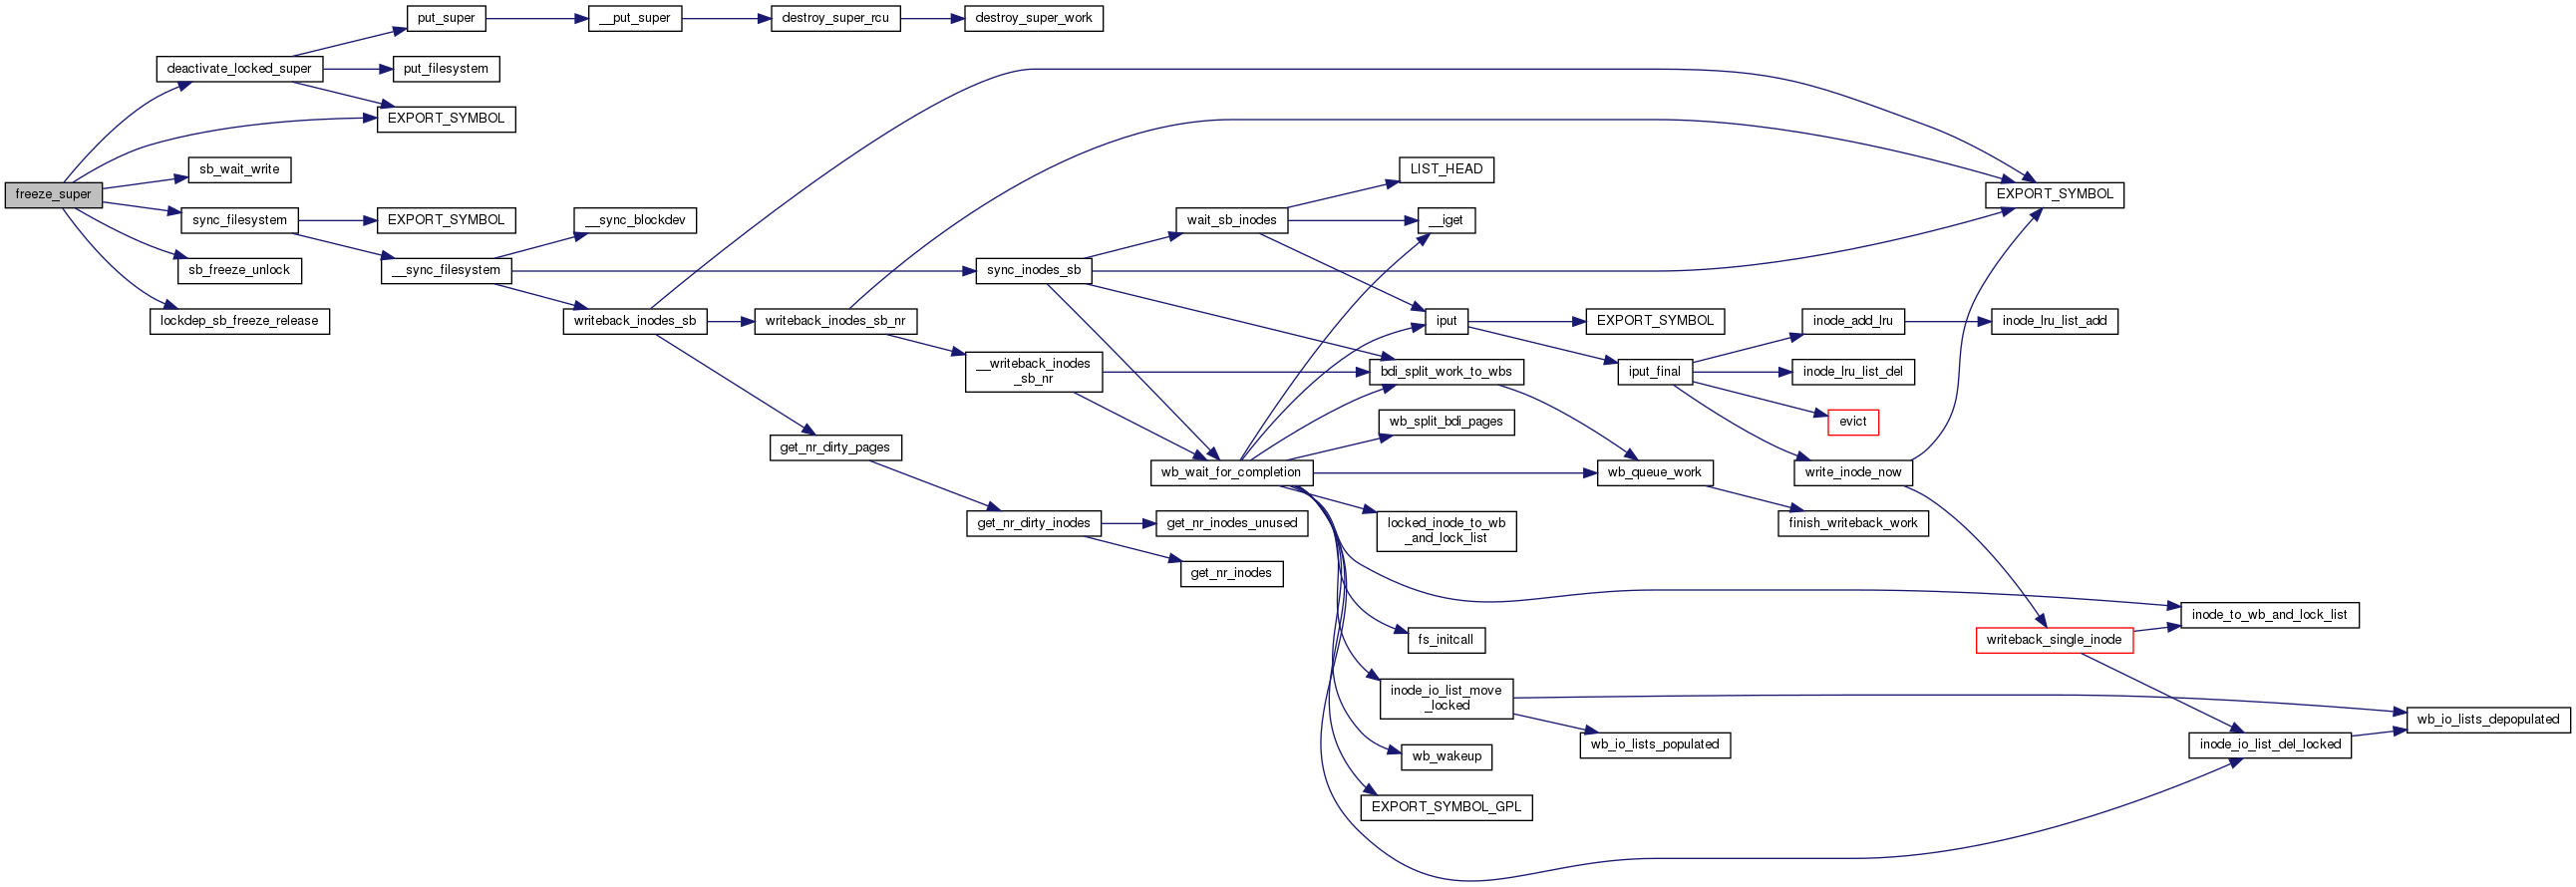 put_super
__put_super
destroy_super_rcu
destroy_super_work
deactivate_locked_super
put_filesystem
EXPORT_SYMBOL
freeze_super
sb_wait_write
sync_filesystem
EXPORT_SYMBOL
sb_freeze_unlock
lockdep_sb_freeze_release
__sync_blockdev
__sync_filesystem
writeback_inodes_sb
writeback_inodes_sb_nr
__writeback_inodes
_sb_nr
get_nr_dirty_pages
get_nr_dirty_inodes
get_nr_inodes_unused
get_nr_inodes
sync_inodes_sb
wait_sb_inodes
LIST_HEAD
__iget
iput
EXPORT_SYMBOL
bdi_split_work_to_wbs
wb_split_bdi_pages
wb_wait_for_completion
wb_queue_work
finish_writeback_work
locked_inode_to_wb
_and_lock_list
fs_initcall
inode_io_list_move
_locked
wb_io_lists_populated
wb_wakeup
EXPORT_SYMBOL_GPL
iput_final
inode_add_lru
inode_lru_list_add
inode_lru_list_del
evict
write_inode_now
EXPORT_SYMBOL
writeback_single_inode
inode_to_wb_and_lock_list
inode_io_list_del_locked
wb_io_lists_depopulated